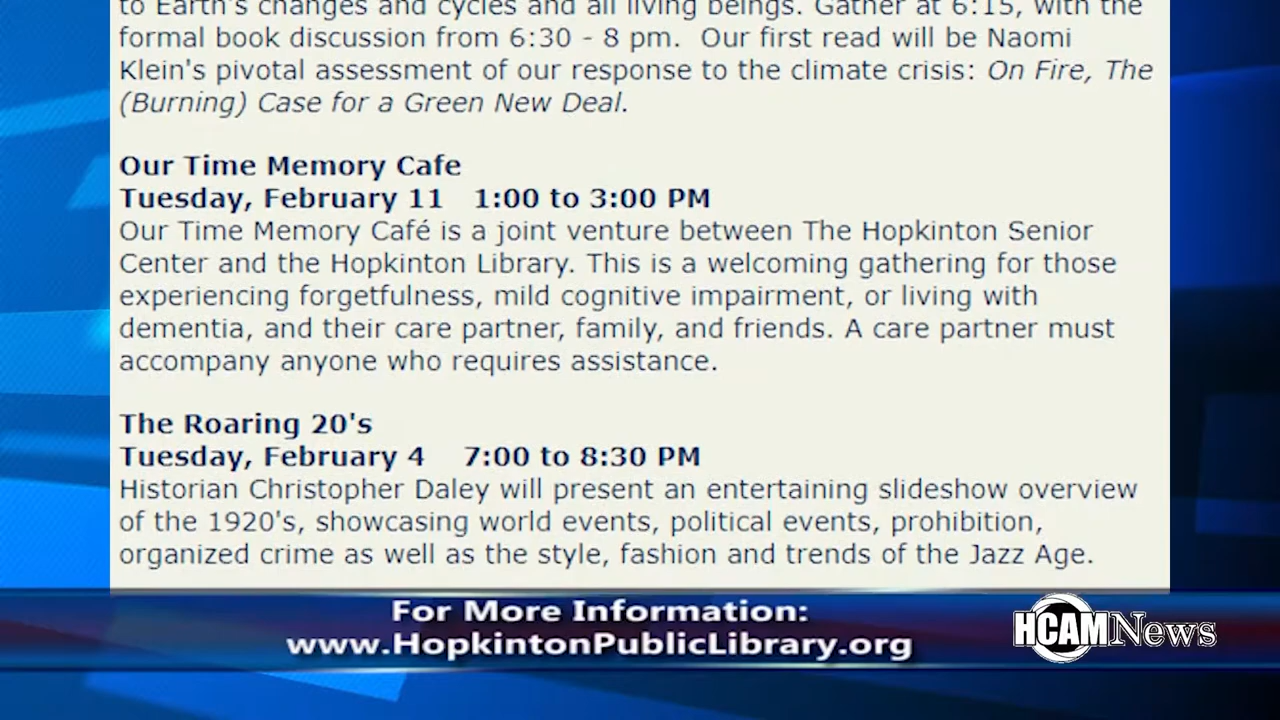 to Earth's changes and cycles and all living beings. Gather at 6:15, with the
formal book discussion from 6:30 - 8 pm.  Our first read will be Naomi
Klein's pivotal assessment of our response to the climate crisis: On Fire, The
(Burning) Case for a Green New Deal.
Our Time Memory Cafe
Tuesday, February 11   1:00 to 3:00 PM
Our Time Memory Café is a joint venture between The Hopkinton Senior
Center and the Hopkinton Library. This is a welcoming gathering for those
experiencing forgetfulness, mild cognitive impairment, or living with
dementia, and their care partner, family, and friends. A care partner must
accompany anyone who requires assistance.
The Roaring 20's
Tuesday, February 4    7:00 to 8:30 PM
Historian Christopher Daley will present an entertaining slideshow overview
of the 1920's, showcasing world events, political events, prohibition,
organized crime as well as the style, fashion and trends of the Jazz Age.
For More Information:
www.HopkintonPublicLibrary.org
HCAM News